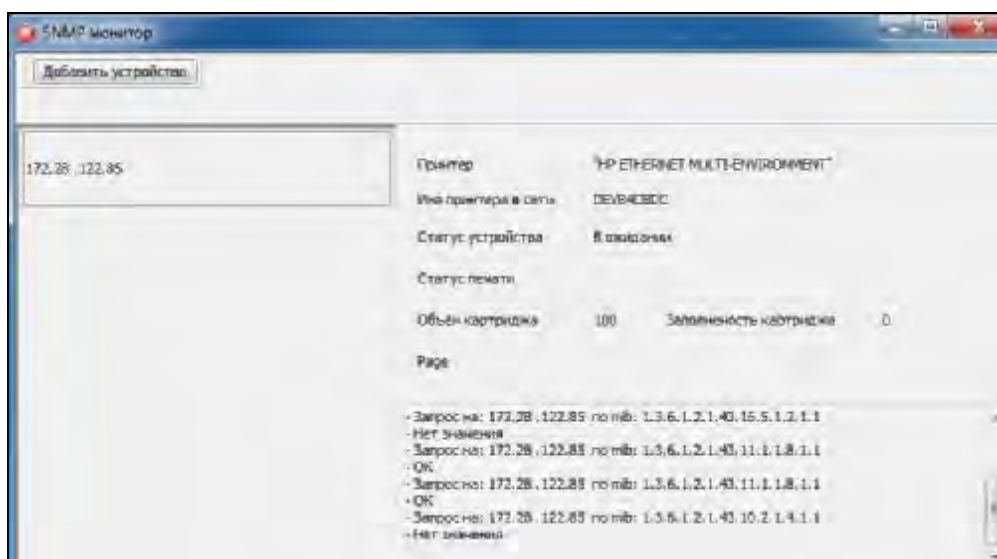 SNMP монитор
Добавить устройство
172.28 .122.85
Принтер "HP ETHERNET MULTI-ENVIRONMENT"
Имя принтера в сети
Статус устройства В ожидании
Статус печати
Объем картриджа 100 Заполненость картриджа 0
Page
- Запрос на: 172.28 .122.85 по mib: 1.3.6.1.2.1.43.16.5.1.2.1.1
- Нет значения
- Запрос на: 172.28 .122.85 по mib: 1.3.6.1.2.1.43.11.1.1.8.1.1
- OK
- Запрос на: 172.28 .122.85 по mib: 1.3.6.1.2.1.43.11.1.1.8.1.1
- OK
- Запрос на: 172.28 .122.85 по mib: 1.3.6.1.2.1.43.10.2.1.4.1.1
- Нет значения